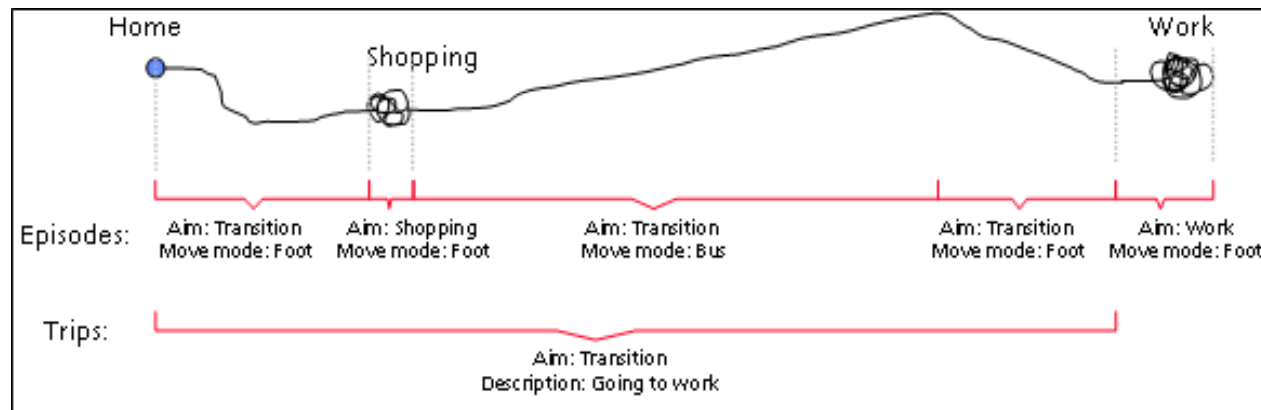 Home
Shopping
Work
Episodes:
Aim: Transition
Move mode: Foot
Aim: Shopping
Move mode: Foot
Aim: Transition
Move mode: Bus
Aim: Transition
Move mode: Foot
Aim: Work
Move mode: Foot
Trips:
Aim: Transition
Description: Going to work